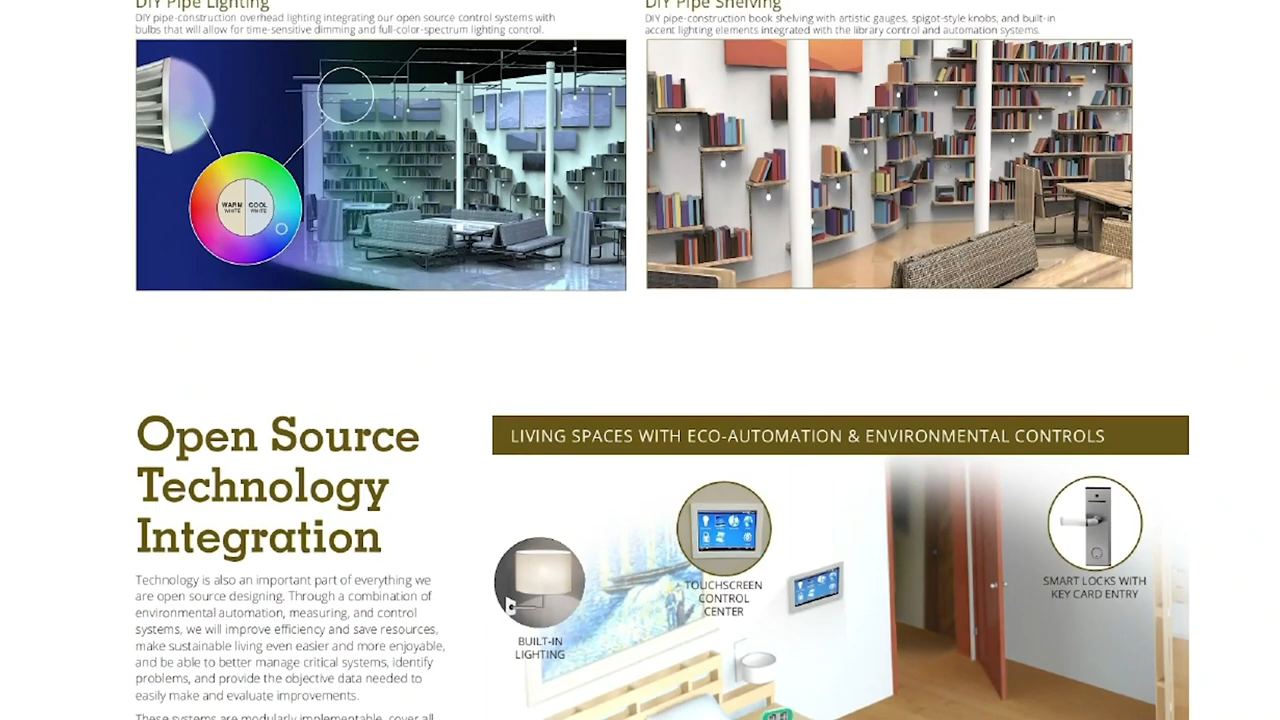 DIY Pipe Lighting
DIY pipe-construction overhead lighting integrating our open source control systems with
bulbs that will allow for time-sensitive dimming and full-color-spectrum lighting control.
DIY Pipe Shelving
DIY pipe-construction book shelving with artistic gauges, spigot-style knobs, and built-in
accent lighting elements integrated with the library control and automation systems.
WARM
WHITE
COOL
WHITE
Open Source
Technology
Integration
Technology is also an important part of everything we
are open source designing. Through a combination of
environmental automation, measuring, and control
systems, we will improve efficiency and save resources,
make sustainable living even easier and more enjoyable,
and be able to better manage critical systems, identify
problems, and provide the objective data needed to
easily make and evaluate improvements.
These systems are modularly implementable, cover all
LIVING SPACES WITH ECO-AUTOMATION & ENVIRONMENTAL CONTROLS
BUILT-IN
LIGHTING
TOUCHSCREEN
CONTROL
CENTER
SMART LOCKS WITH
KEY CARD ENTRY